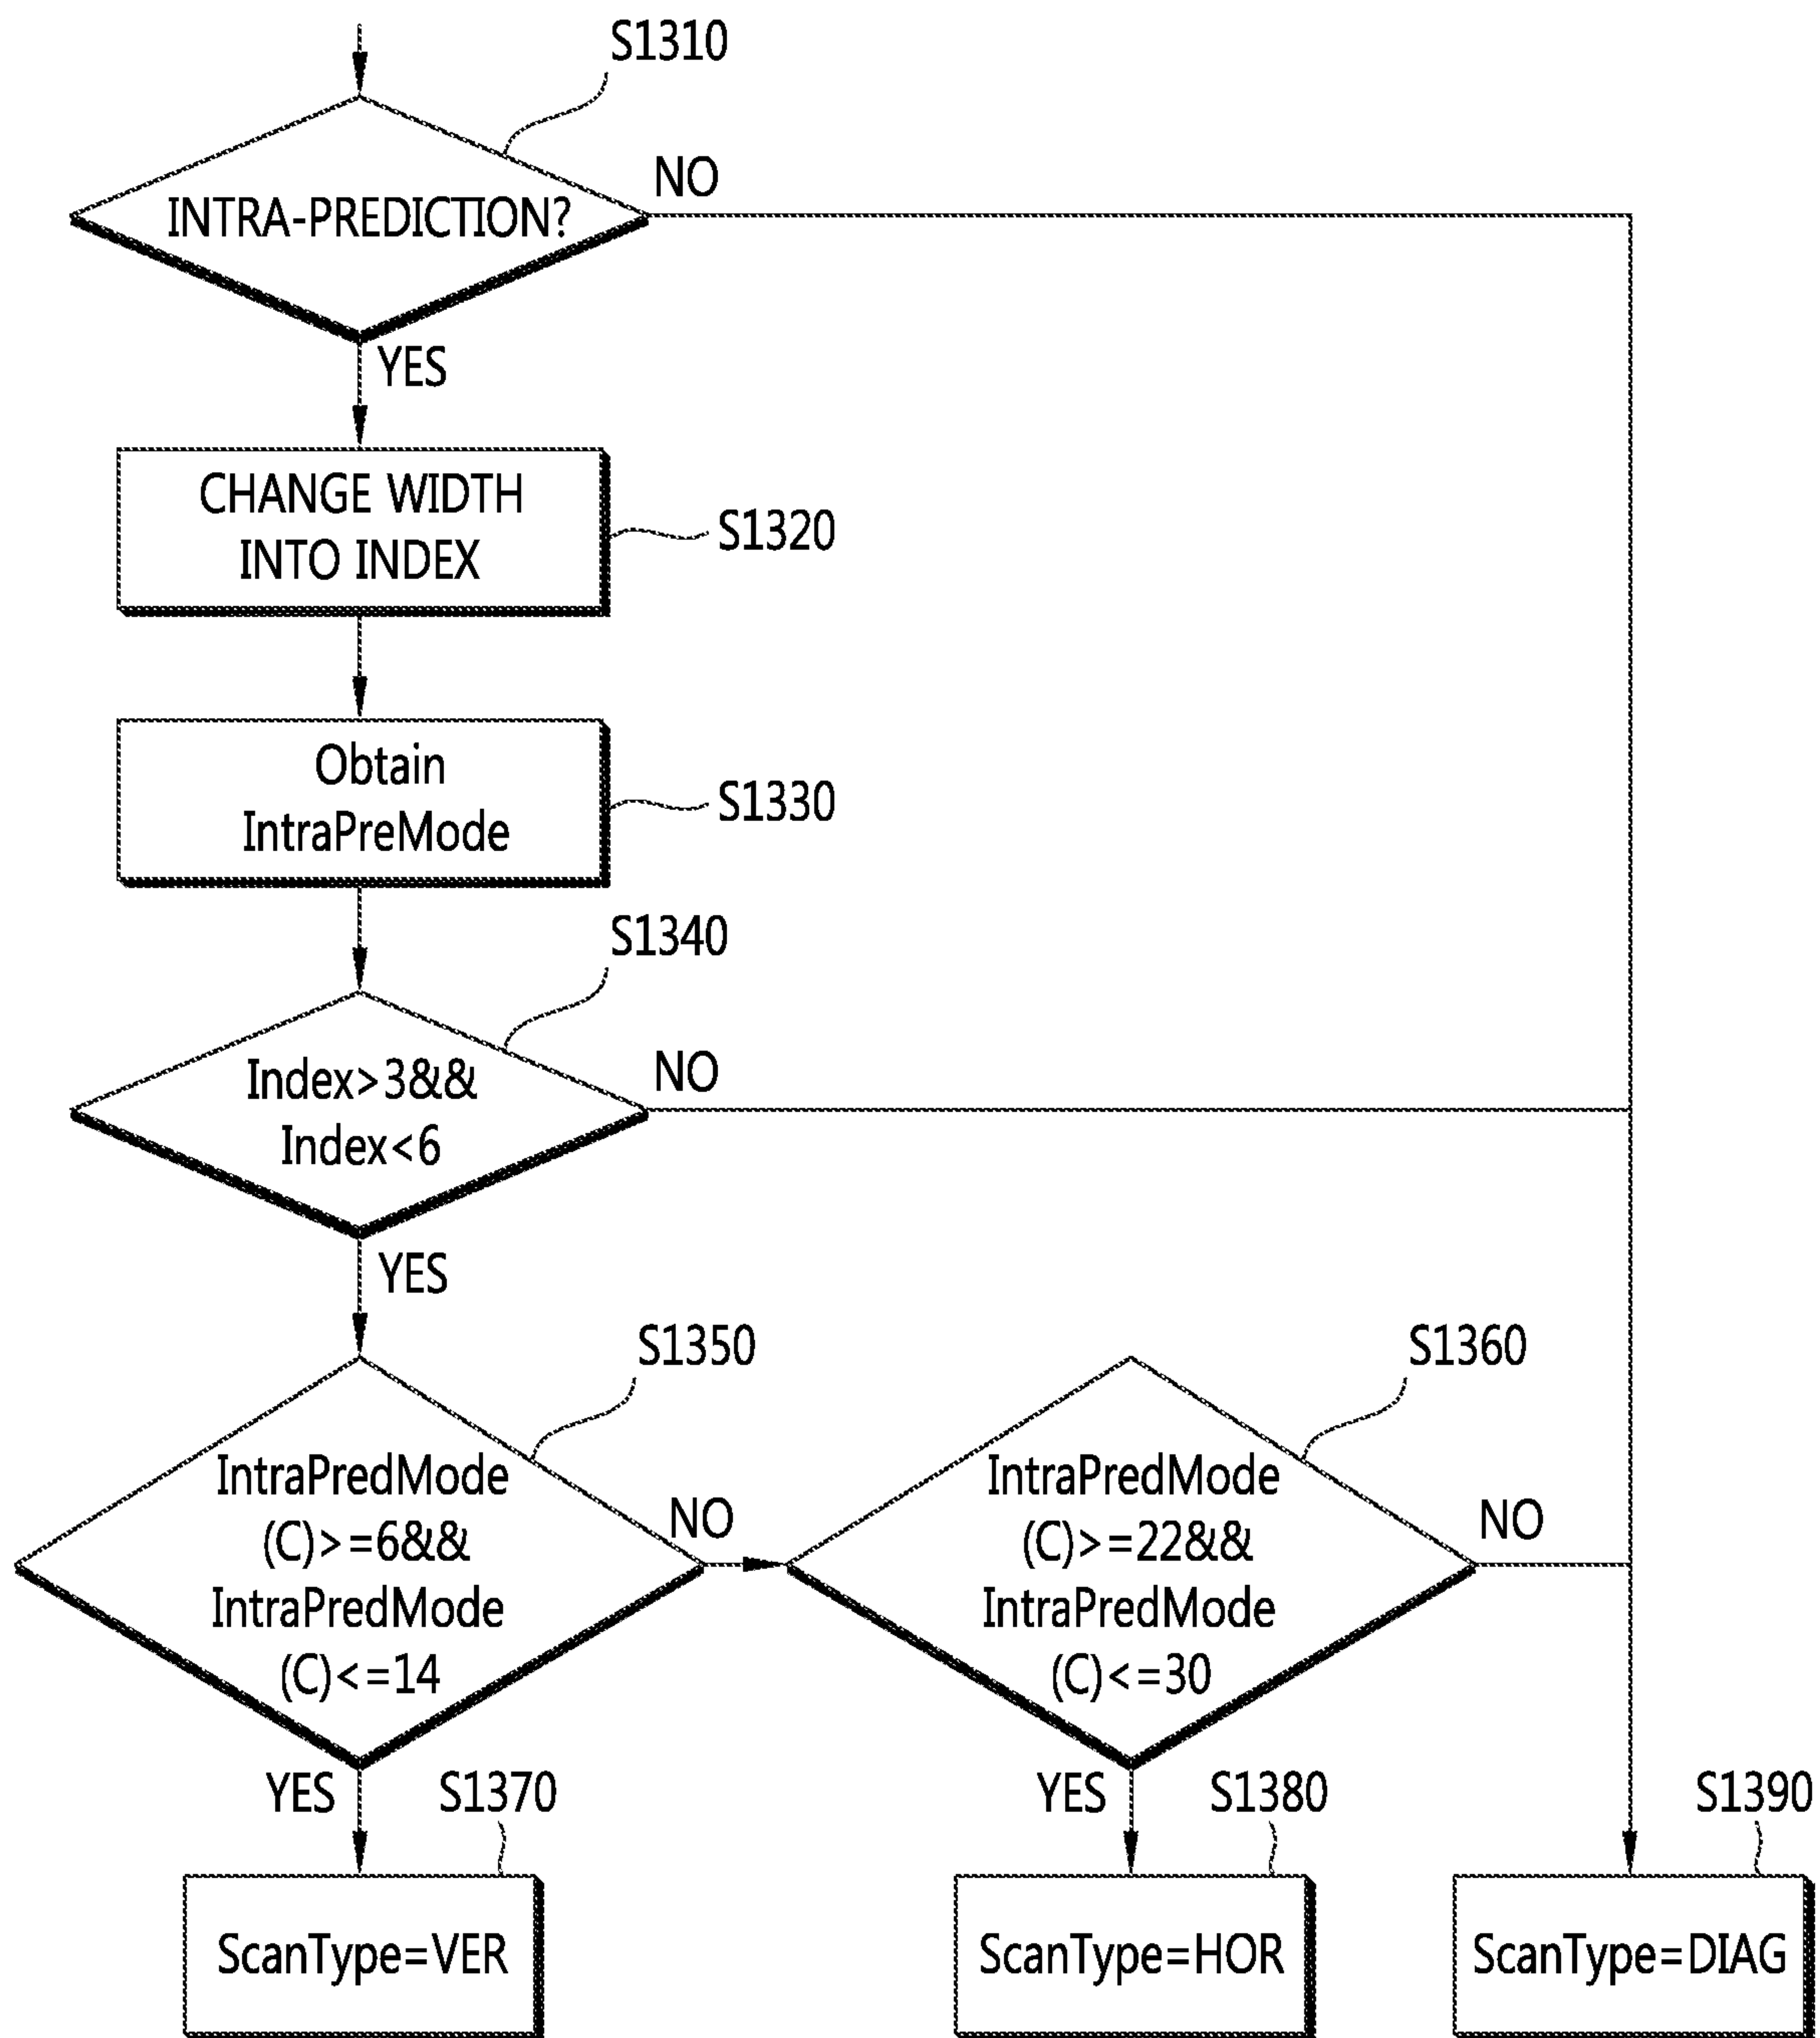 S1310
INTRA-PREDICTION?
NO
YES
CHANGE WIDTH
INTO INDEX
S1320
Obtain
IntraPreMode
S1330
S1340
Index>3&&
Index<6
NO
YES
S1350
IntraPredMode
(C)>=6&&
IntraPredMode
(C)<=14
NO
S1360
IntraPredMode
(C)>=22&&
IntraPredMode
(C)<=30
NO
YES
S1370
YES
S1380
S1390
ScanType=VER
ScanType=HOR
ScanType=DIAG